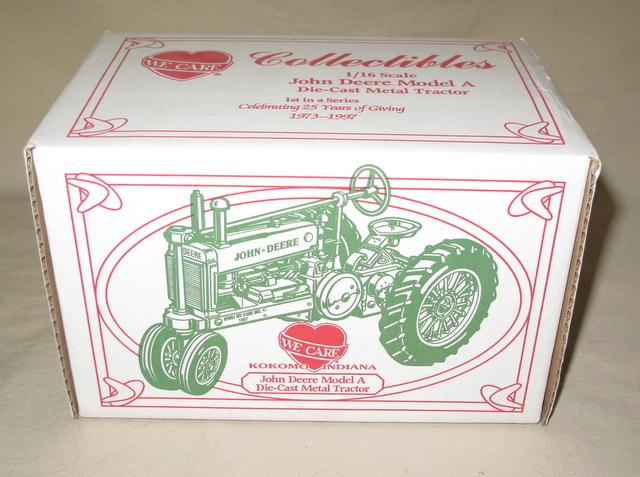 WE CARE
Collectibles
1/16 Scale
John Deere Model A
Die-Cast Metal Tractor
1st in a Series
Celebrating 25 Years of Giving
1973–1997
DEERE
JOHN DEERE
WE CARE
KOKOMO INDIANA
John Deere Model A
Die-Cast Metal Tractor